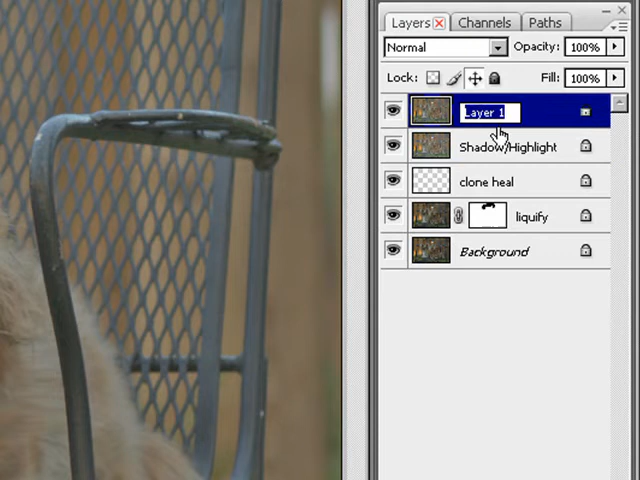 Layers Channels Paths
Normal Opacity: 100%
Lock: Fill: 100%
Layer 1
Shadow/Highlight
clone heal
liquify
Background